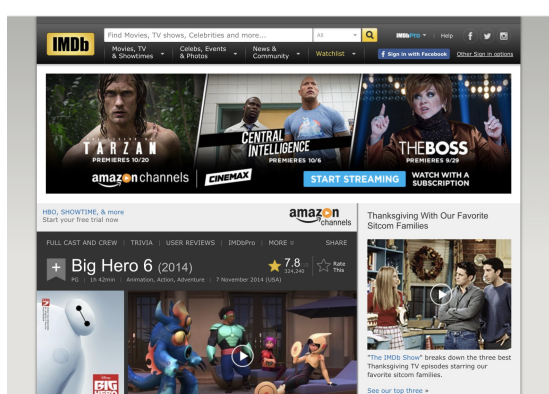 IMDb
Find Movies, TV shows, Celebrities and more...
All
IMDbPro
Help
Movies, TV & Showtimes
Celebs, Events & Photos
News & Community
Watchlist
Sign in with Facebook
Other Sign in options
TARZAN
PREMIERES 10/20
CENTRAL INTELLIGENCE
PREMIERES 10/6
THE BOSS
PREMIERES 9/29
amazon channels
CINEMAX
START STREAMING
WATCH WITH A
SUBSCRIPTION
HBO, SHOWTIME, & more
Start your free trial now
amazon
channels
FULL CAST AND CREW | TRIVIA | USER REVIEWS | IMDbPro | MORE
SHARE
Big Hero 6 (2014)
7.8
324,240
Rate
This
PG | 1h 42min | Animation, Action, Adventure | 7 November 2014 (USA)
Disney
BIG
HERO
Thanksgiving With Our Favorite
Sitcom Families
"The IMDb Show" breaks down the three best
Thanksgiving TV episodes starring our
favorite sitcom families.
See our top three »